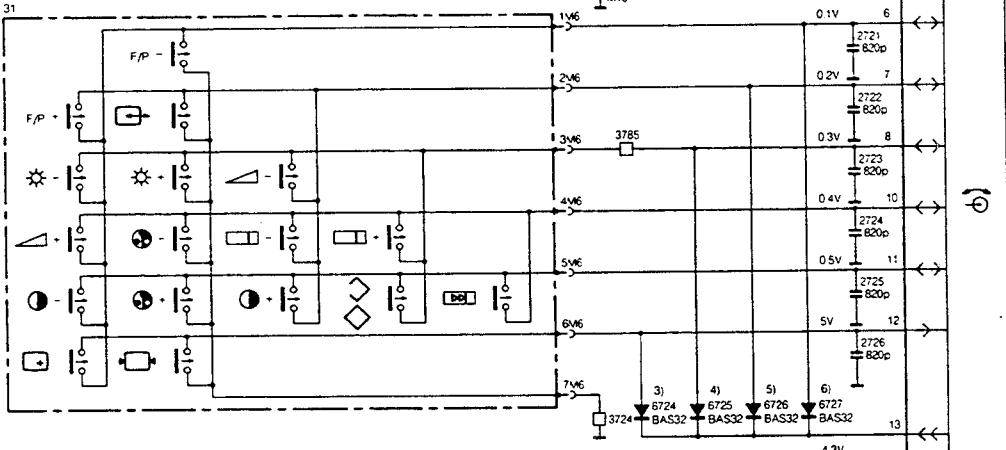 31
1M6 0.1V 6
2721
820p
F/P -
2M6 0.2V 7
2722
820p
F/P +
3M6 3785 0.3V 8
2723
820p
- + -
4M6 0.4V 10
2724
820p
+ - - +
5M6 0.5V 11
2725
820p
- + +
6M6 5V 12
2726
820p
+
7M6 3724
3) 4) 5) 6)
6724 6725 6726 6727
BAS32 BAS32 BAS32 BAS32
13